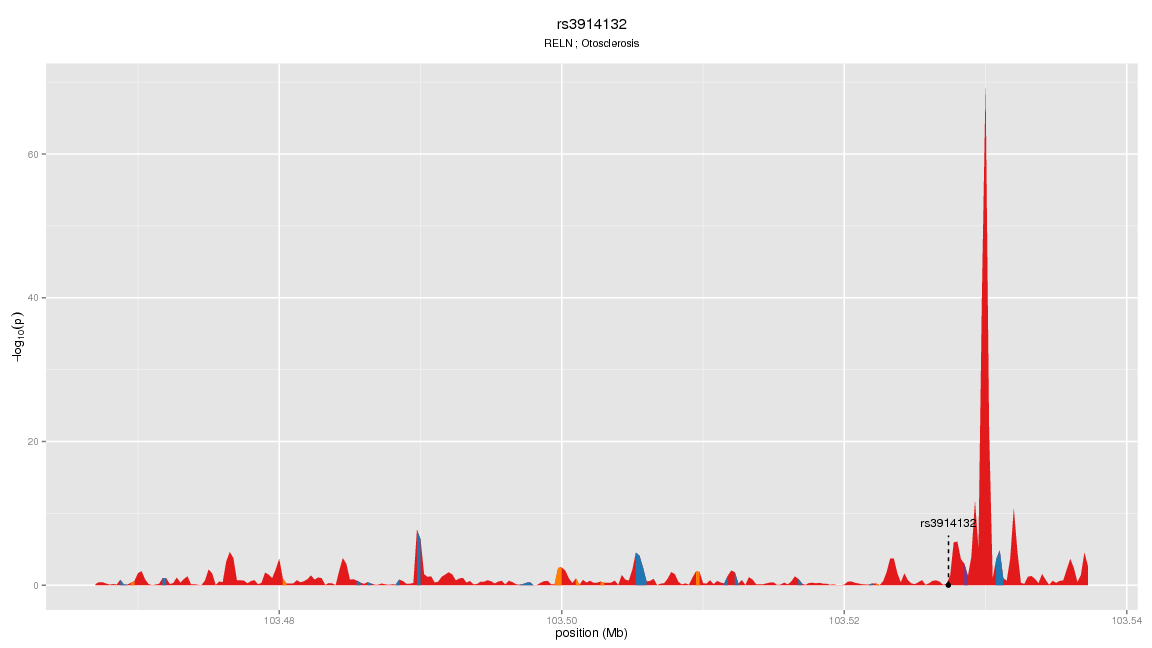 rs3914132
RELN ; Otosclerosis
−log10(p)
60
40
20
0
rs3914132
103.48
103.50
103.52
103.54
position (Mb)